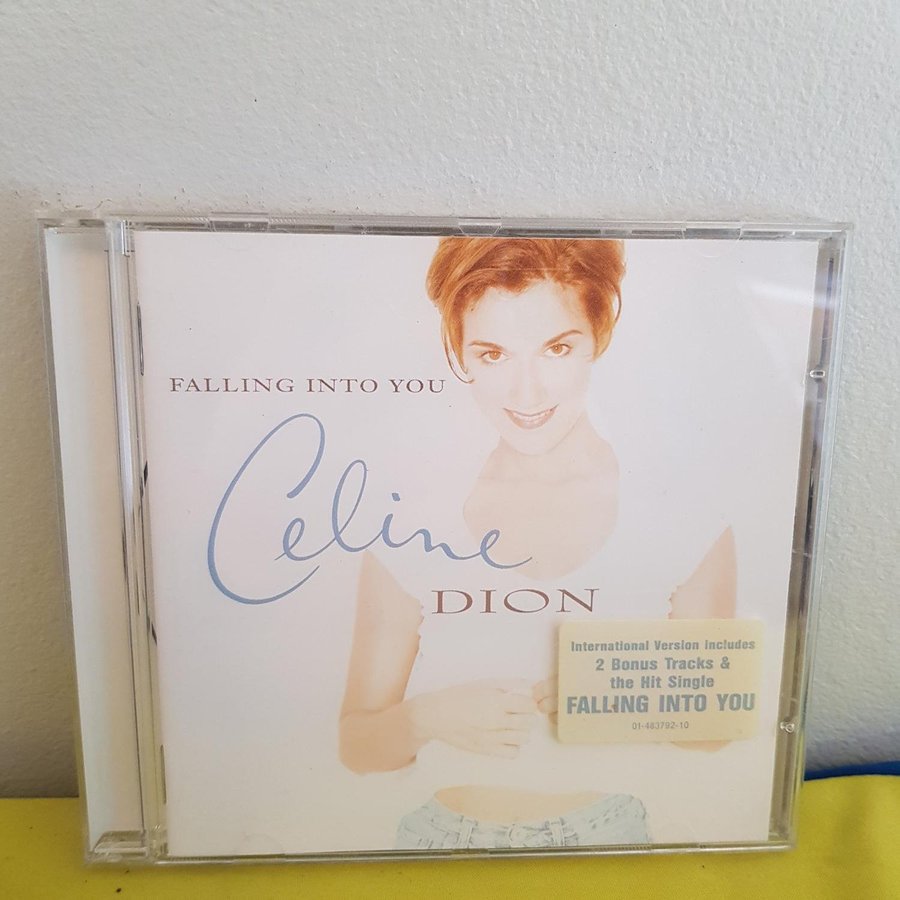 FALLING INTO YOU
Celine
DION
International Version Includes
2 Bonus Tracks &
the Hit Single
FALLING INTO YOU
01-483792-10